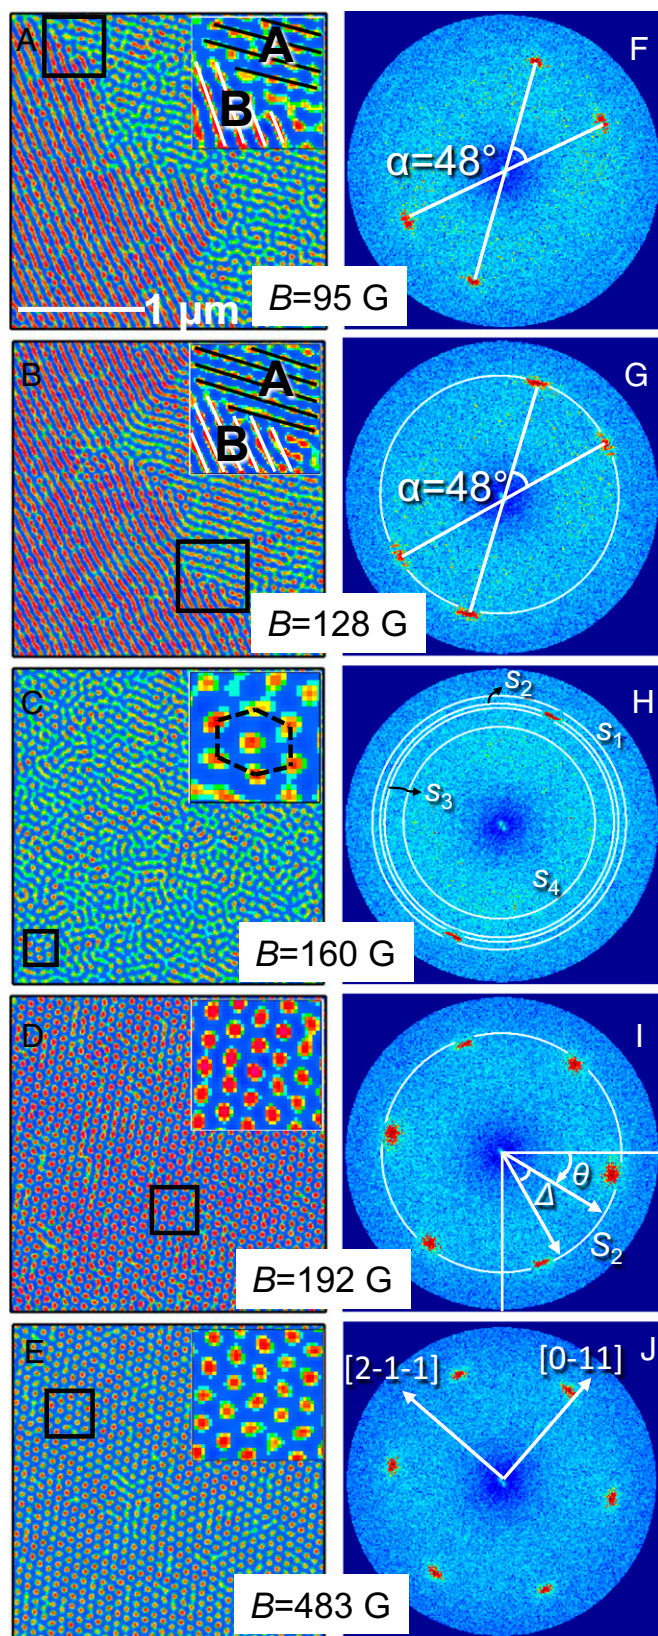 A
A
B
1 μm
B=95 G
F
α=48°
B
A
B
B=128 G
G
α=48°
C
B=160 G
H
s2
s1
s3
s4
D
B=192 G
I
θ
Δ
S2
E
B=483 G
J
[2-1-1]
[0-11]